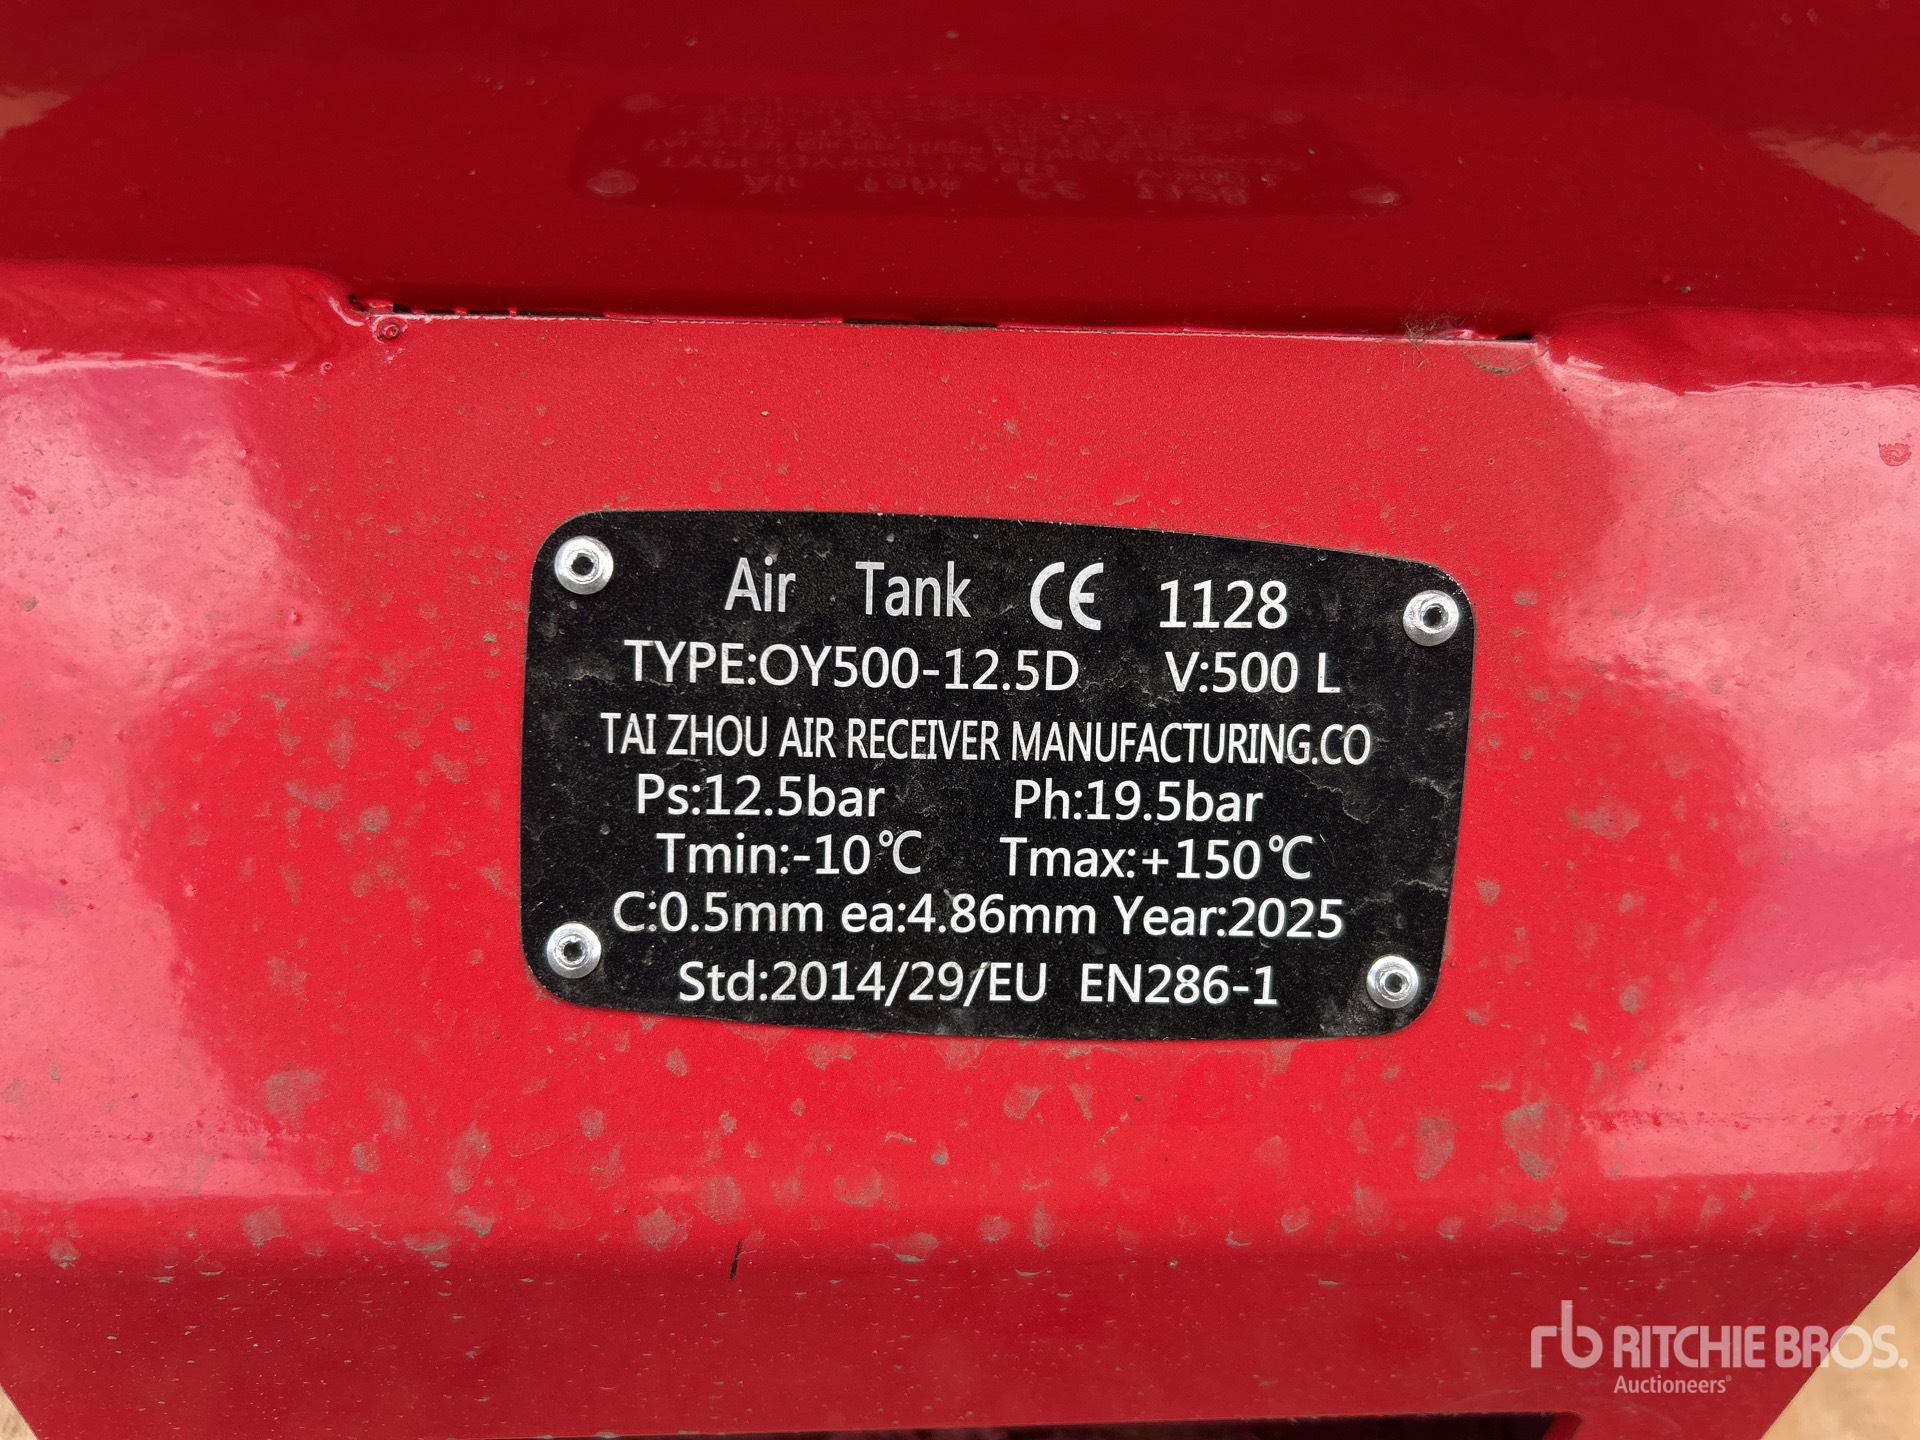 Air Tank CE 1128
TYPE:OY500-12.5D V:500 L
TAI ZHOU AIR RECEIVER MANUFACTURING.CO
Ps:12.5bar Ph:19.5bar
Tmin:-10℃ Tmax:+150℃
C:0.5mm ea:4.86mm Year:2025
Std:2014/29/EU EN286-1
rb RITCHIE BROS.
Auctioneers